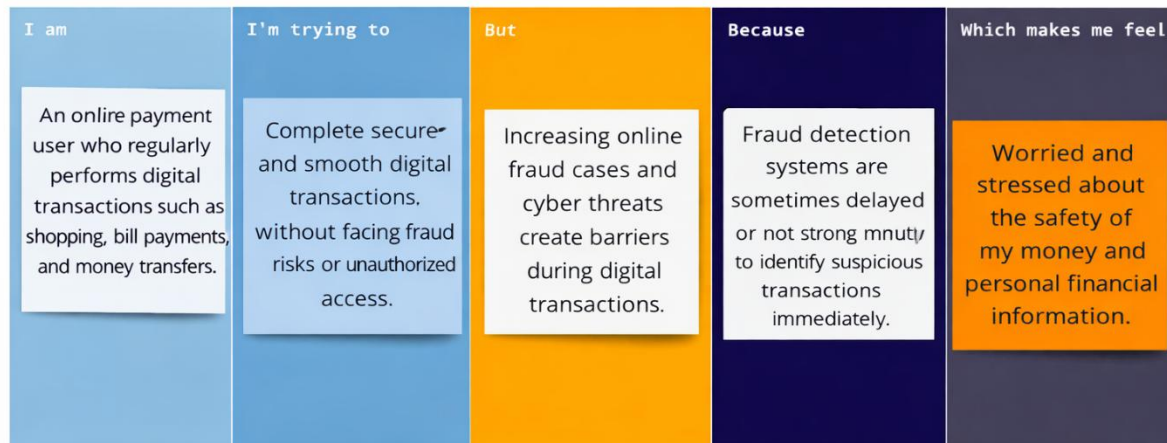 I am
An onlire payment
user who regularly
performs digital
transactions such as
shopping, bill payments,
and money transfers.
I'm trying to
Complete secure
and smooth digital
transactions.
without facing fraud
risks or unauthorized
access.
But
Increasing online
fraud cases and
cyber threats
create barriers
during digital
transactions.
Because
Fraud detection
systems are
sometimes delayed
or not strong
to identify suspicious
transactions
immediately.
Which makes me feel
Worried and
stressed about
the safety of
my money and
personal financial
information.